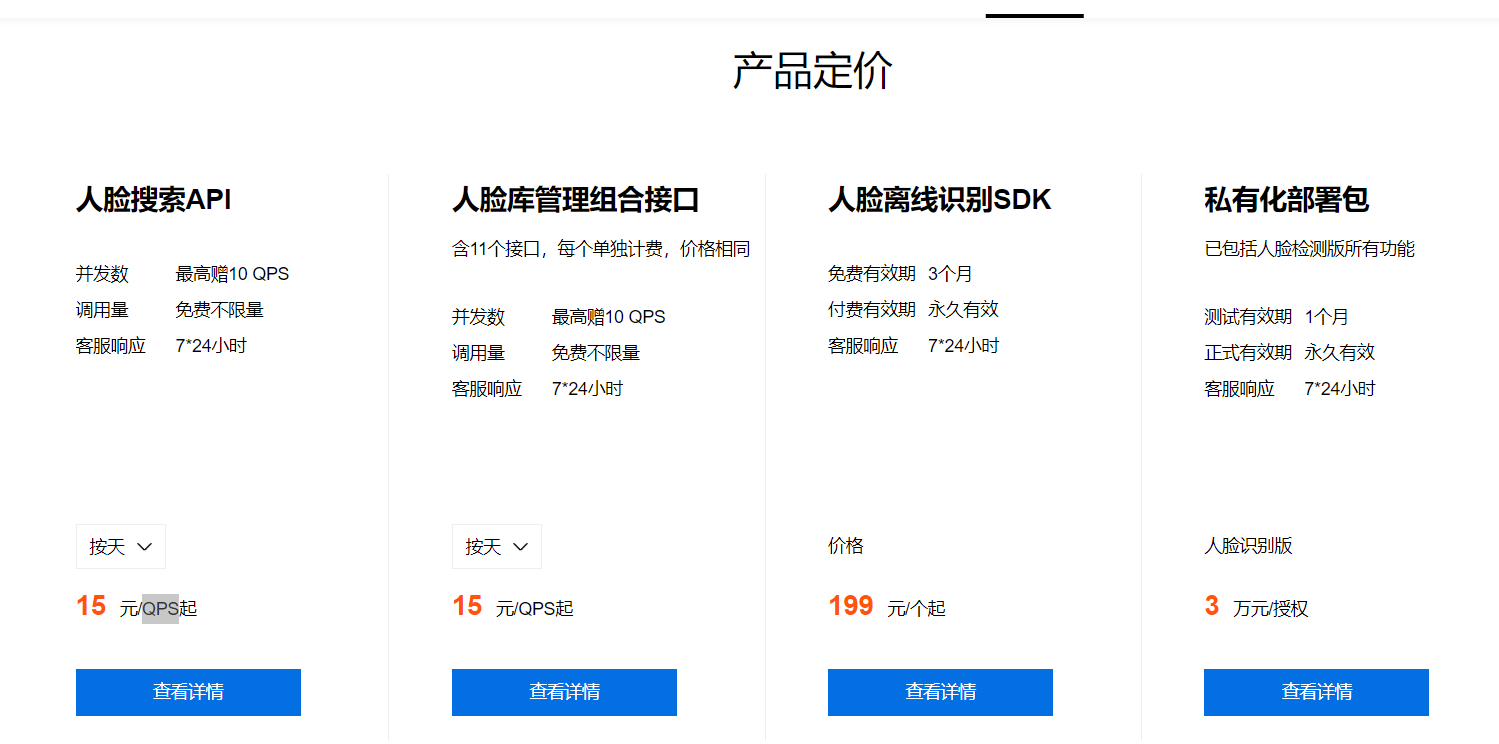 产品定价
人脸搜索API
并发数 最高赠10 QPS
调用量 免费不限量
客服响应 7*24小时
按天
15 元/QPS起
查看详情
人脸库管理组合接口
含11个接口，每个单独计费，价格相同
并发数 最高赠10 QPS
调用量 免费不限量
客服响应 7*24小时
按天
15 元/QPS起
查看详情
人脸离线识别SDK
免费有效期 3个月
付费有效期 永久有效
客服响应 7*24小时
价格
199 元/个起
查看详情
私有化部署包
已包括人脸检测版所有功能
测试有效期 1个月
正式有效期 永久有效
客服响应 7*24小时
人脸识别版
3 万元/授权
查看详情